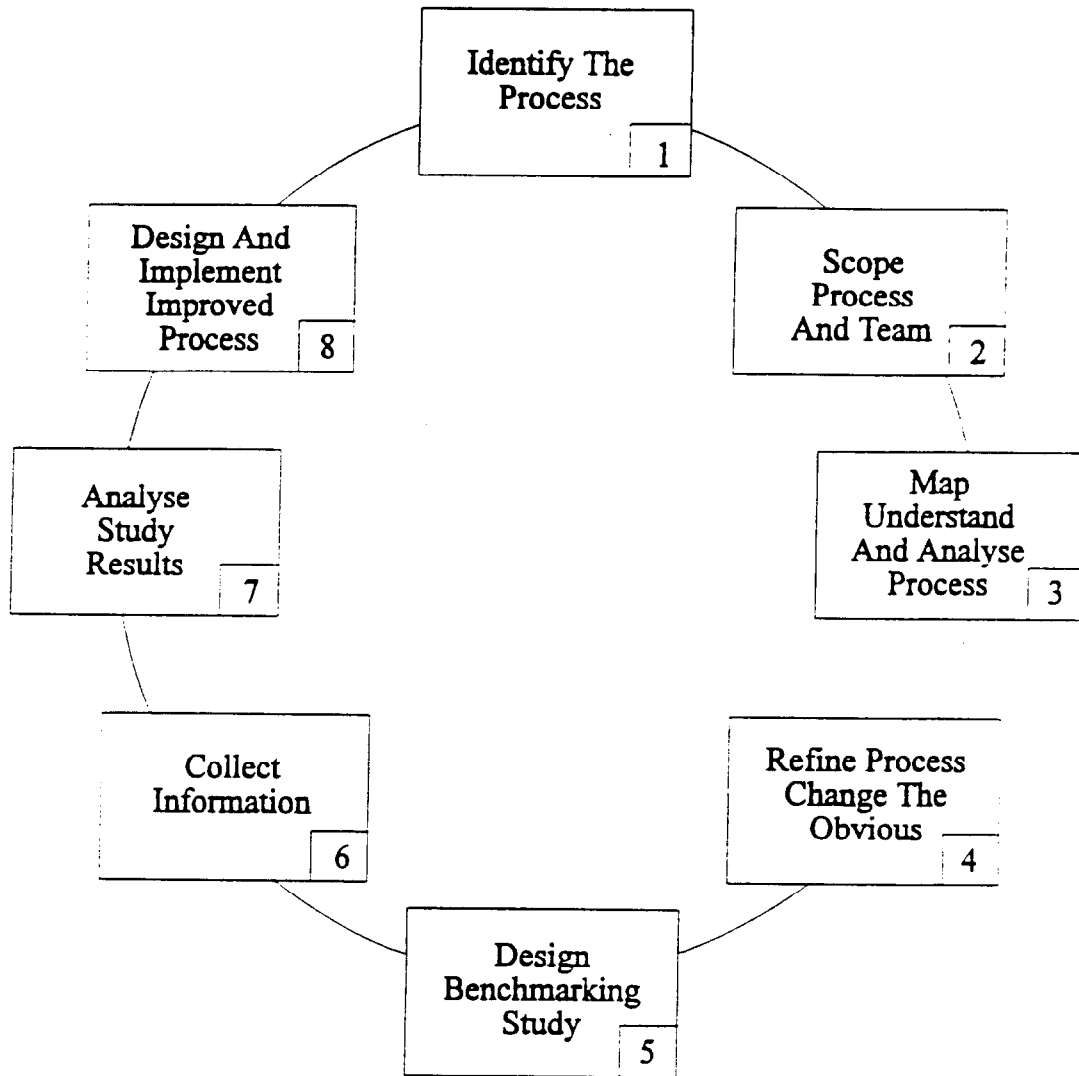 Identify The
Process
1
Scope
Process
And Team
2
Map
Understand
And Analyse
Process
3
Refine Process
Change The
Obvious
4
Design
Benchmarking
Study
5
Collect
Information
6
Analyse
Study
Results
7
Design And
Implement
Improved
Process
8